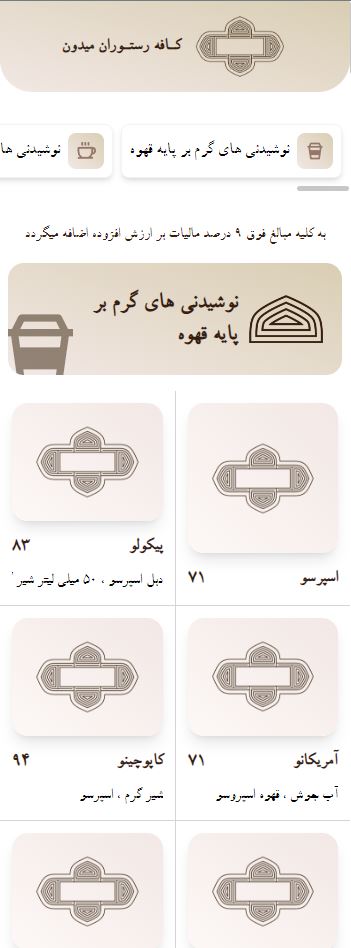 کـافه رستـوران میدون
نوشیدنی های گرم بر پایه قهوه
نوشیدنی ها
به کلیه مبالغ فوق ۹ درصد مالیات بر ارزش افزوده اضافه میگردد
نوشیدنی های گرم بر
پایه قهوه
اسپرسو ۷۱
پیکولو ۸۳
دبل اسپرسو ، ۵۰ میلی لیتر شیر
آمریکانو ۷۱
آب جوش ، قهوه اسپروسو
کاپوچینو ۹۴
شیر گرم ، اسپرسو